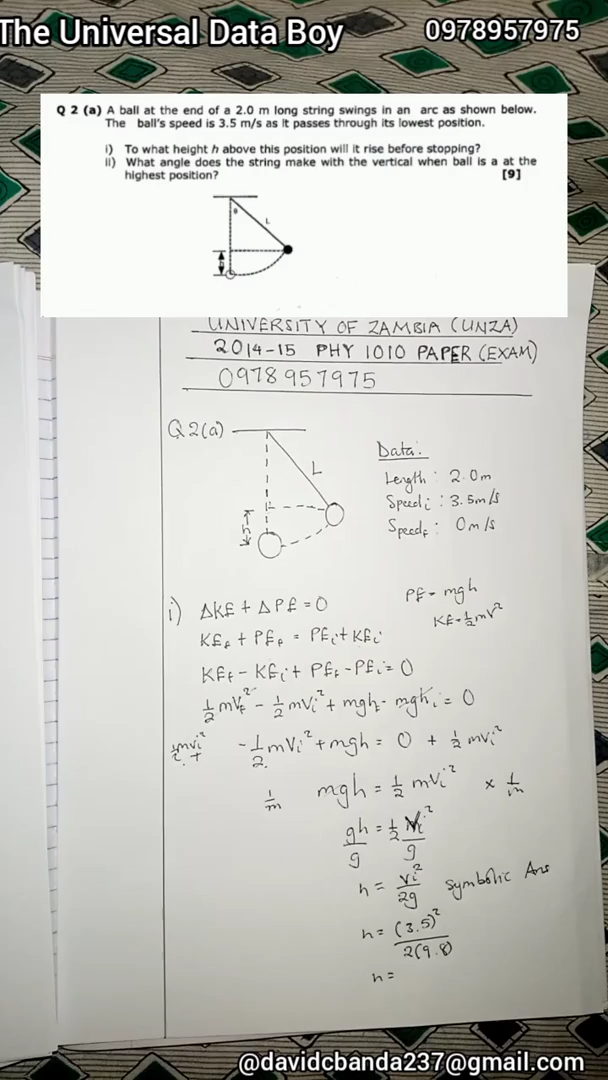 The Universal Data Boy
0978957975
Q 2 (a) A ball at the end of a 2.0 m long string swings in an arc as shown below.
The ball's speed is 3.5 m/s as it passes through its lowest position.
i) To what height h above this position will it rise before stopping?
ii) What angle does the string make with the vertical when ball is a at the
highest position? [9]
θ
L
h
UNIVERSITY OF ZAMBIA (UNZA)
2014-15 PHY 1010 PAPER (EXAM)
0978957975
Q2(a)
L
h
Data:
Length: 2.0m
Speedi: 3.5m/s
Speedf: 0m/s
i) ΔKE + ΔPE = 0
PE = mgh
KEf + PEf = PEi + KEi
KE = ½mV²
KEf - KEi + PEf - PEi = 0
½mVf² - ½mVi² + mgh - mghi = 0
½mvi² + -½mVi² + mgh = 0 + ½mvi²
1/m mgh = ½mVi² × 1/m
gh/g = ½ Vi²/g
h = Vi²/2g Symbolic Ans
h = (3.5)²/2(9.8)
h =
@davidcbanda237@gmail.com